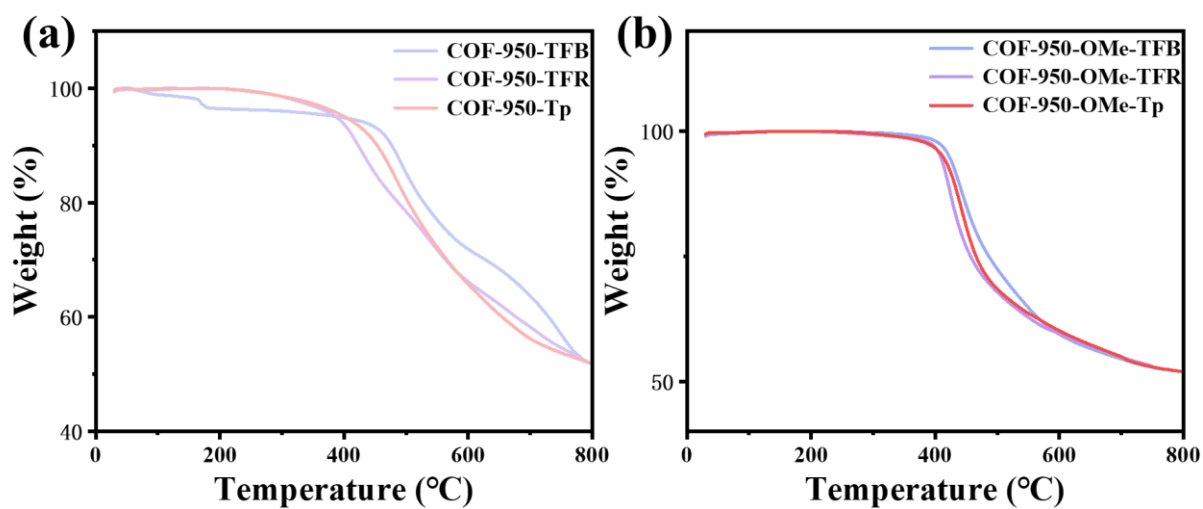 (a)
COF-950-TFB
COF-950-TFR
COF-950-Tp
100
80
60
40
0
200
400
600
800
Weight (%)
Temperature (℃)
(b)
COF-950-OMe-TFB
COF-950-OMe-TFR
COF-950-OMe-Tp
100
50
0
200
400
600
800
Weight (%)
Temperature (℃)